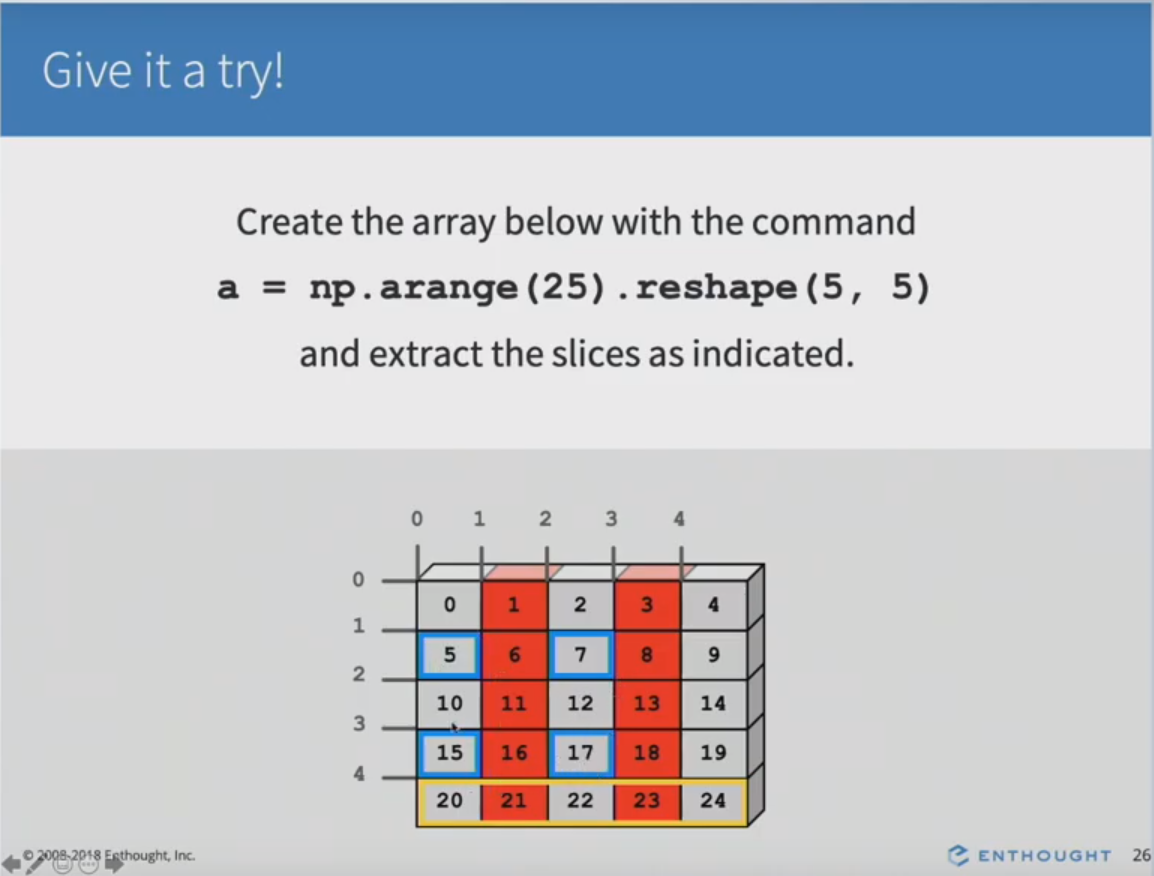 Give it a try!
Create the array below with the command
a = np.arange(25).reshape(5, 5)
and extract the slices as indicated.
0 1 2 3 4
0
0 1 2 3 4
1
5 6 7 8 9
2
10 11 12 13 14
3
15 16 17 18 19
4
20 21 22 23 24
© 2008-2018 Enthought, Inc.
ENTHOUGHT 26